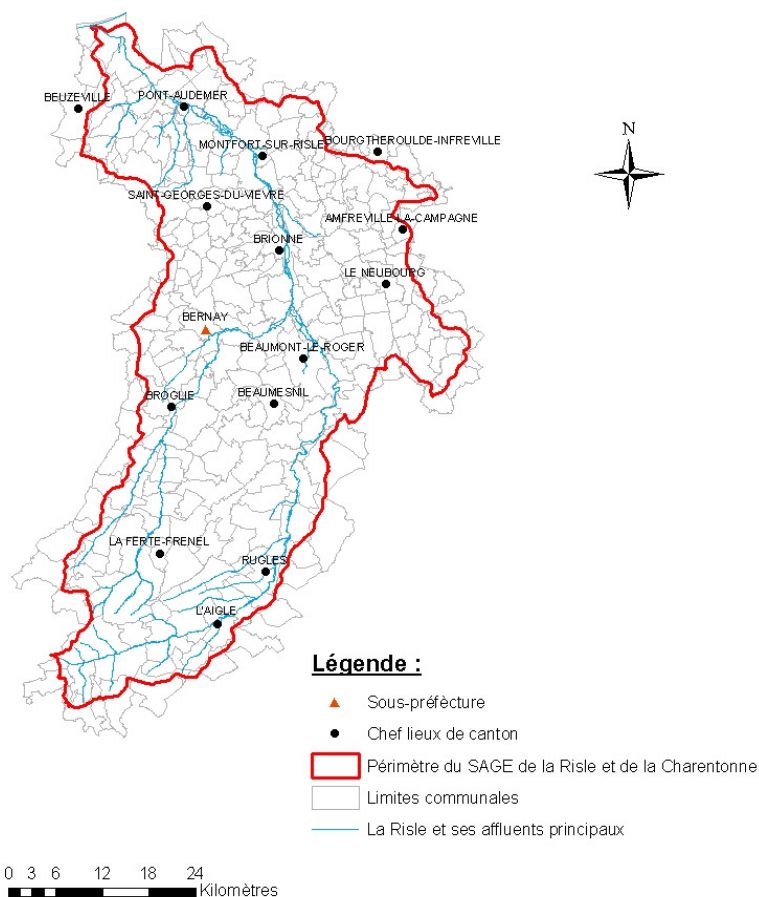 BEUZEVILLE
PONT-AUDEMER
MONTFORT-SUR-RISLE
BOURGTHEROULDE-INFREVILLE
N
SAINT-GEORGES-DU-VIEVRE
AMFREVILLE-LA-CAMPAGNE
BRIONNE
LE NEUBOURG
BERNAY
BEAUMONT-LE-ROGER
BROGLIE
BEAUMESNIL
LA FERTE-FRENEL
RUGLES
L'AIGLE
Légende :
Sous-préfècture
Chef lieux de canton
Périmètre du SAGE de la Risle et de la Charentonne
Limites communales
La Risle et ses affluents principaux
0 3 6 12 18 24
Kilomètres